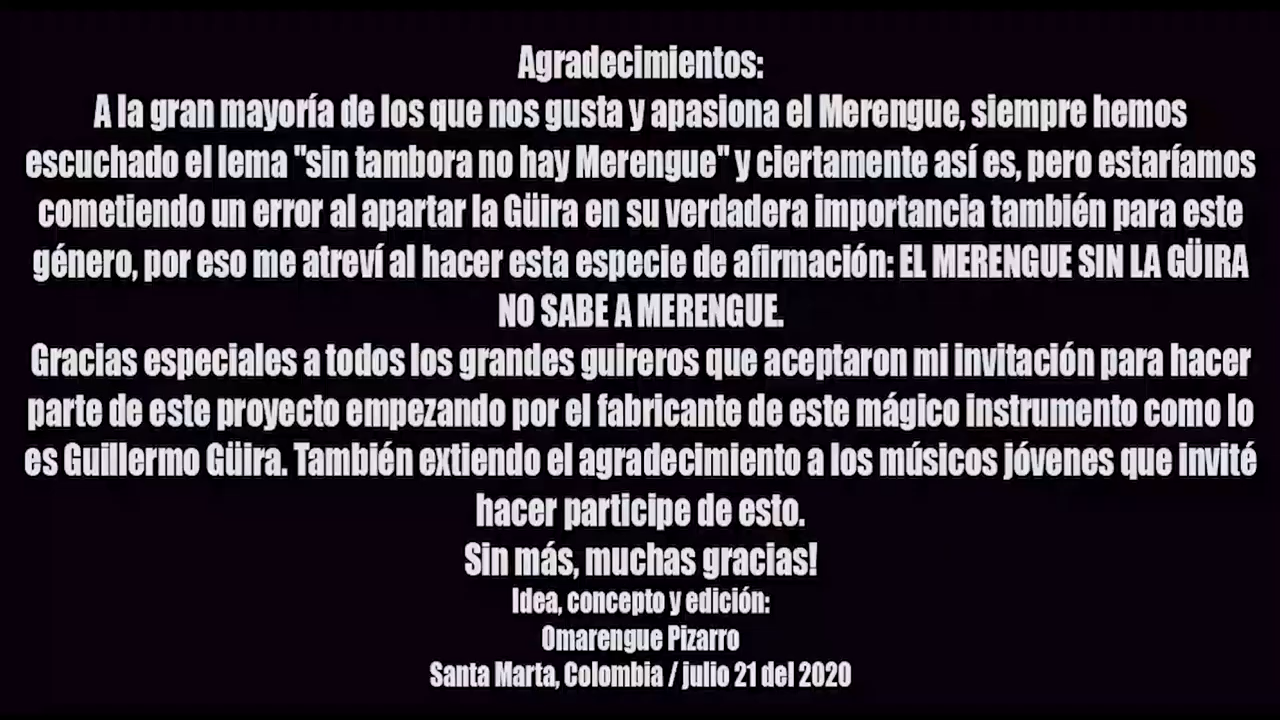 Agradecimientos:
A la gran mayoría de los que nos gusta y apasiona el Merengue, siempre hemos
escuchado el lema "sin tambora no hay Merengue" y ciertamente así es, pero estaríamos
cometiendo un error al apartar la Güira en su verdadera importancia también para este
género, por eso me atreví al hacer esta especie de afirmación: EL MERENGUE SIN LA GÜIRA
NO SABE A MERENGUE.
Gracias especiales a todos los grandes guireros que aceptaron mi invitación para hacer
parte de este proyecto empezando por el fabricante de este mágico instrumento como lo
es Guillermo Güira. También extiendo el agradecimiento a los músicos jóvenes que invité
hacer participe de esto.
Sin más, muchas gracias!
Idea, concepto y edición:
Omarengue Pizarro
Santa Marta, Colombia / julio 21 del 2020